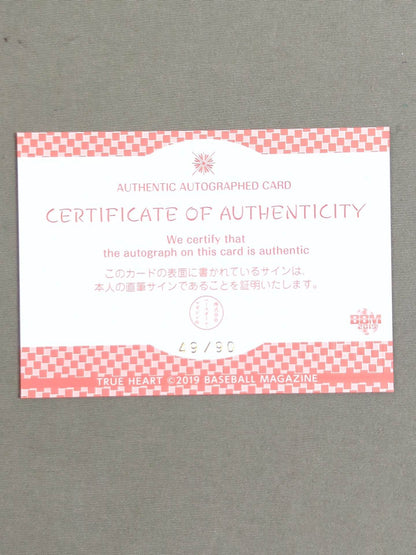 AUTHENTIC AUTOGRAPHED CARD
CERTIFICATE OF AUTHENTICITY
We certify that
the autograph on this card is authentic
このカードの表面に書かれているサインは、
本人の直筆サインであることを証明いたします。
BBM
2019
49/90
TRUE HEART ©2019 BASEBALL MAGAZINE